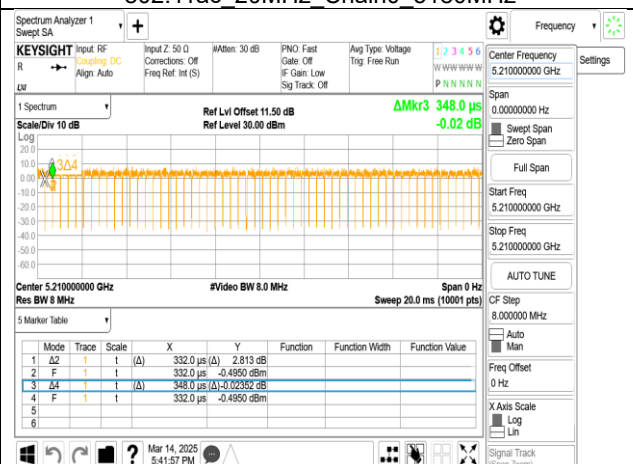 Spectrum Analyzer 1
Swept SA
Frequency
KEYSIGHT
R
Input: RF
Coupling: DC
Align: Auto
Input Z: 50 Ω
Corrections: Off
Freq Ref: Int (S)
#Atten: 30 dB
PNO: Fast
Gate: Off
IF Gain: Low
Sig Track: Off
Avg Type: Voltage
Trig: Free Run
1 2 3 4 5 6
W W W W W W
P N N N N N
Center Frequency
5.210000000 GHz
Settings
Span
0.00000000 Hz
Swept Span
Zero Span
Full Span
Start Freq
5.210000000 GHz
Stop Freq
5.210000000 GHz
AUTO TUNE
CF Step
8.000000 MHz
Auto
Man
Freq Offset
0 Hz
X Axis Scale
Log
Lin
Signal Track
1 Spectrum
Scale/Div 10 dB
Ref Lvl Offset 11.50 dB
Ref Level 30.00 dBm
ΔMkr3 348.0 μs
-0.02 dB
Log
20.0
10.0
0.00
-10.0
-20.0
-30.0
-40.0
-50.0
-60.0
3Δ4
Center 5.210000000 GHz
#Video BW 8.0 MHz
Span 0 Hz
Res BW 8 MHz
Sweep 20.0 ms (10001 pts)
5 Marker Table
Mode Trace Scale X Y Function Function Width Function Value
1 Δ2 1 t (Δ) 332.0 μs (Δ) 2.813 dB
2 F 1 t 332.0 μs -0.4950 dBm
3 Δ4 1 t (Δ) 348.0 μs (Δ) -0.02352 dB
4 F 1 t 332.0 μs -0.4950 dBm
5
6
?
Mar 14, 2025
5:41:57 PM